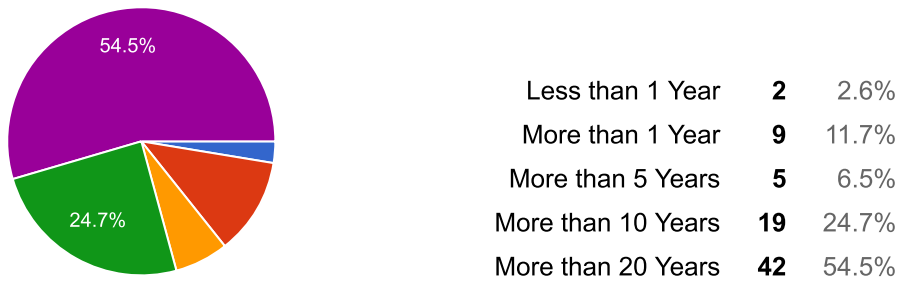 54.5%
24.7%
Less than 1 Year 2 2.6%
More than 1 Year 9 11.7%
More than 5 Years 5 6.5%
More than 10 Years 19 24.7%
More than 20 Years 42 54.5%